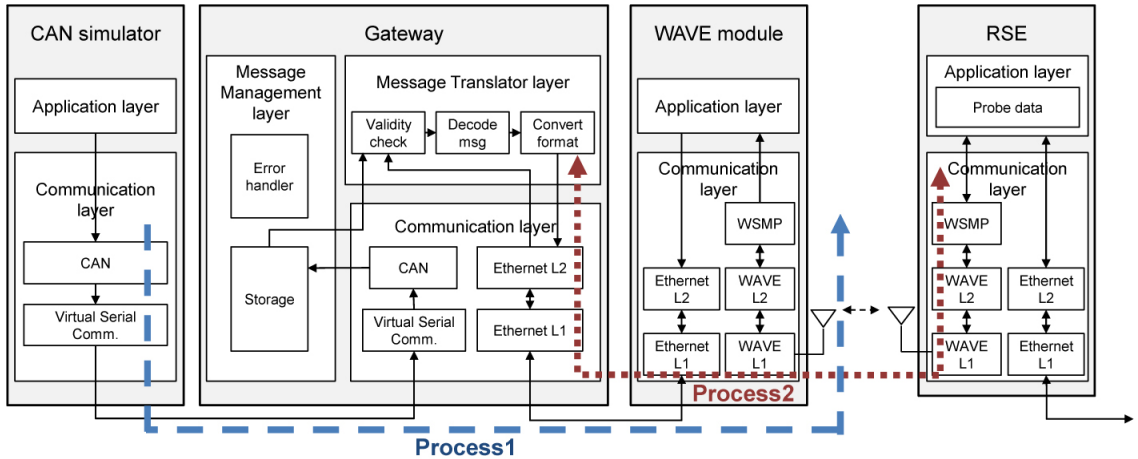 CAN simulator
Application layer
Communication
layer
CAN
Virtual Serial
Comm.
Gateway
Message
Management
layer
Error
handler
Storage
Message Translator layer
Validity
check
Decode
msg
Convert
format
Communication layer
CAN
Virtual Serial
Comm.
Ethernet L2
Ethernet L1
WAVE module
Application layer
Communication
layer
WSMP
Ethernet
L2
WAVE
L2
Ethernet
L1
WAVE
L1
RSE
Application layer
Probe data
Communication
layer
WSMP
WAVE
L2
Ethernet
L2
WAVE
L1
Ethernet
L1
Process2
Process1